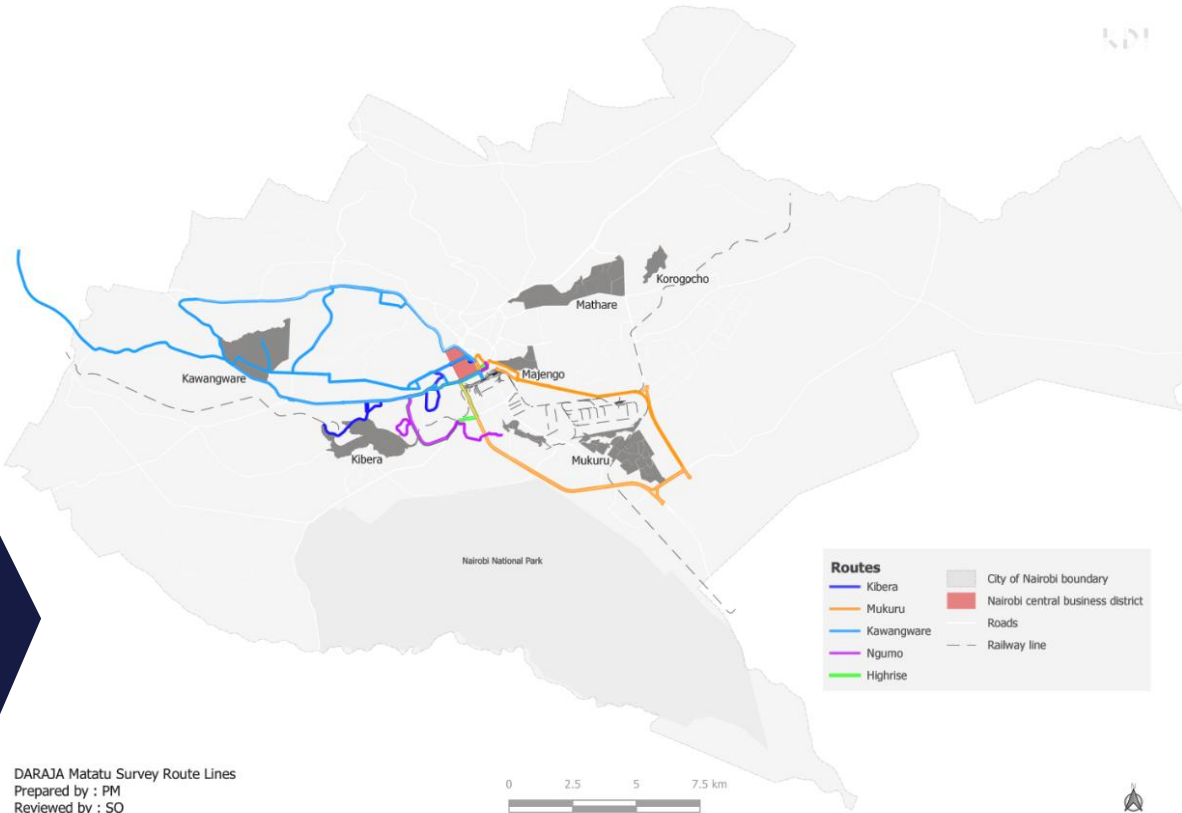 KDI
Korogocho
Mathare
Kawangware
Majengo
Kibera
Mukuru
Nairobi National Park
Routes
Kibera
Mukuru
Kawangware
Ngumo
Highrise
City of Nairobi boundary
Nairobi central business district
Roads
Railway line
DARAJA Matatu Survey Route Lines
Prepared by : PM
Reviewed by : SO
0 2.5 5 7.5 km
N